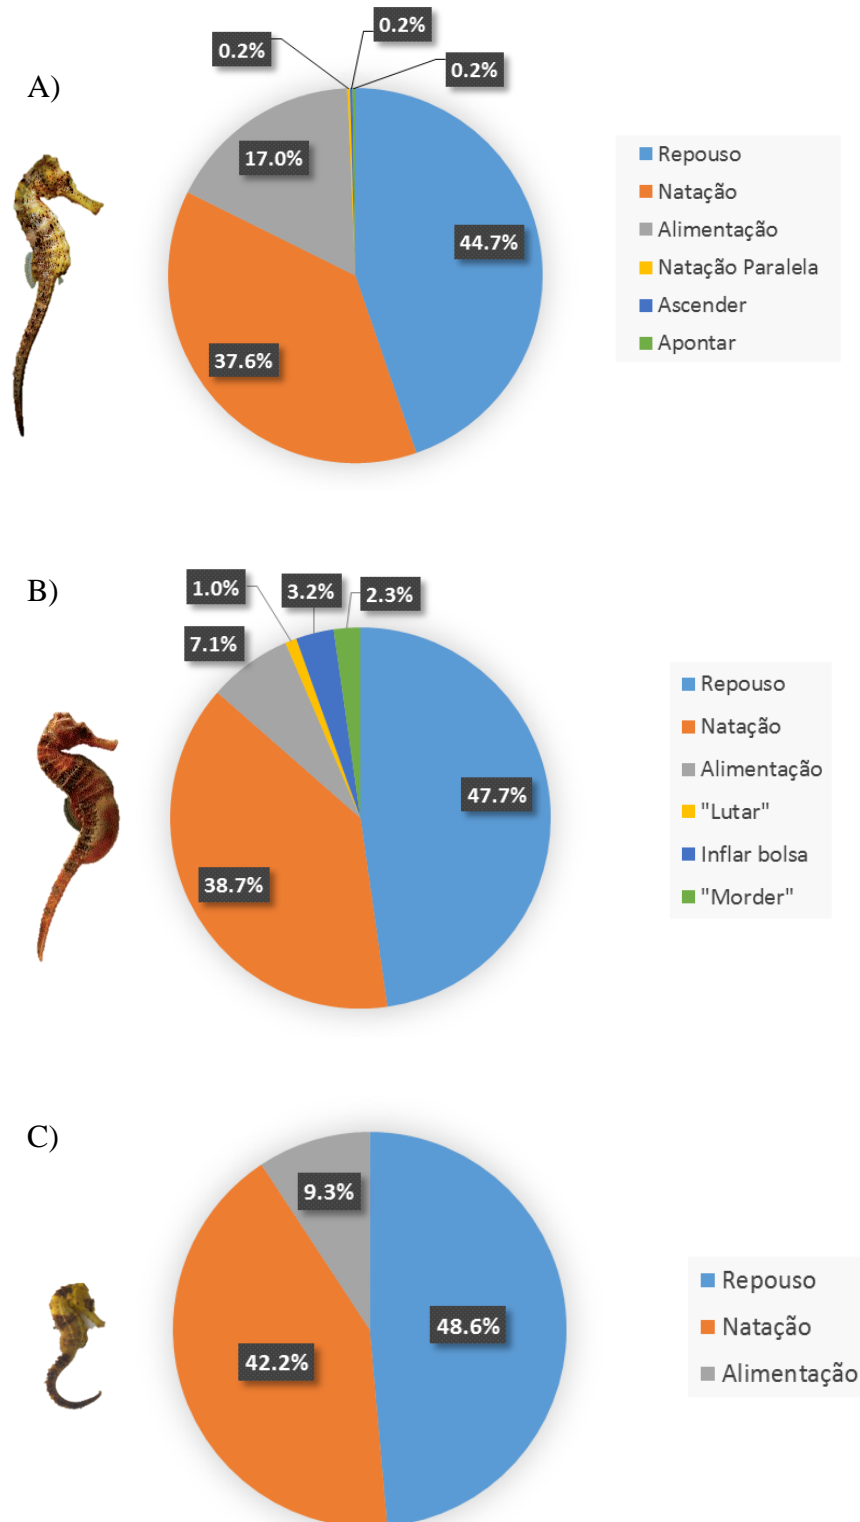 A)
0.2%
0.2%
0.2%
17.0%
44.7%
37.6%
Repouso
Natação
Alimentação
Natação Paralela
Ascender
Apontar
B)
1.0%
3.2%
2.3%
7.1%
47.7%
38.7%
Repouso
Natação
Alimentação
"Lutar"
Inflar bolsa
"Morder"
C)
9.3%
48.6%
42.2%
Repouso
Natação
Alimentação